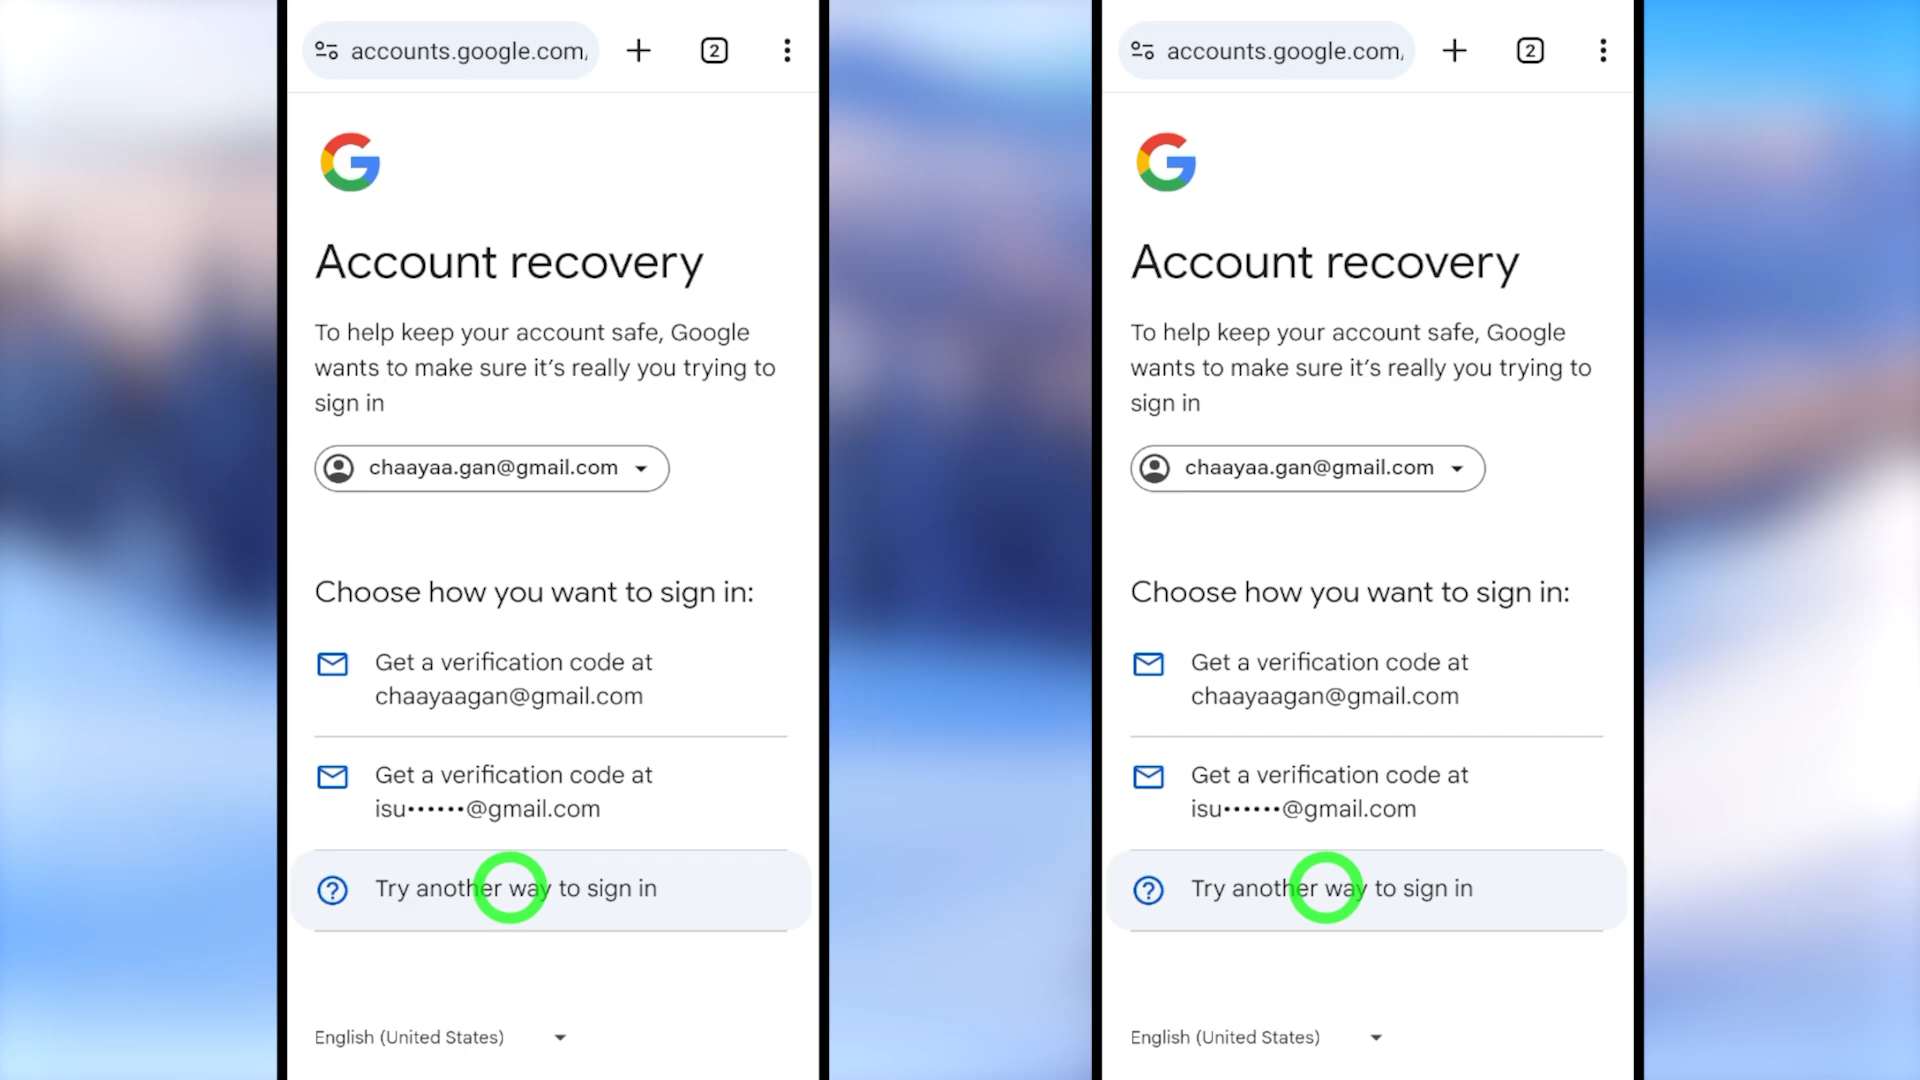 accounts.google.com,
2
Account recovery
To help keep your account safe, Google
wants to make sure it's really you trying to
sign in
chaayaa.gan@gmail.com
Choose how you want to sign in:
Get a verification code at
chaayaagan@gmail.com
Get a verification code at
isu••••••@gmail.com
Try another way to sign in
English (United States)
accounts.google.com,
2
Account recovery
To help keep your account safe, Google
wants to make sure it's really you trying to
sign in
chaayaa.gan@gmail.com
Choose how you want to sign in:
Get a verification code at
chaayaagan@gmail.com
Get a verification code at
isu••••••@gmail.com
Try another way to sign in
English (United States)